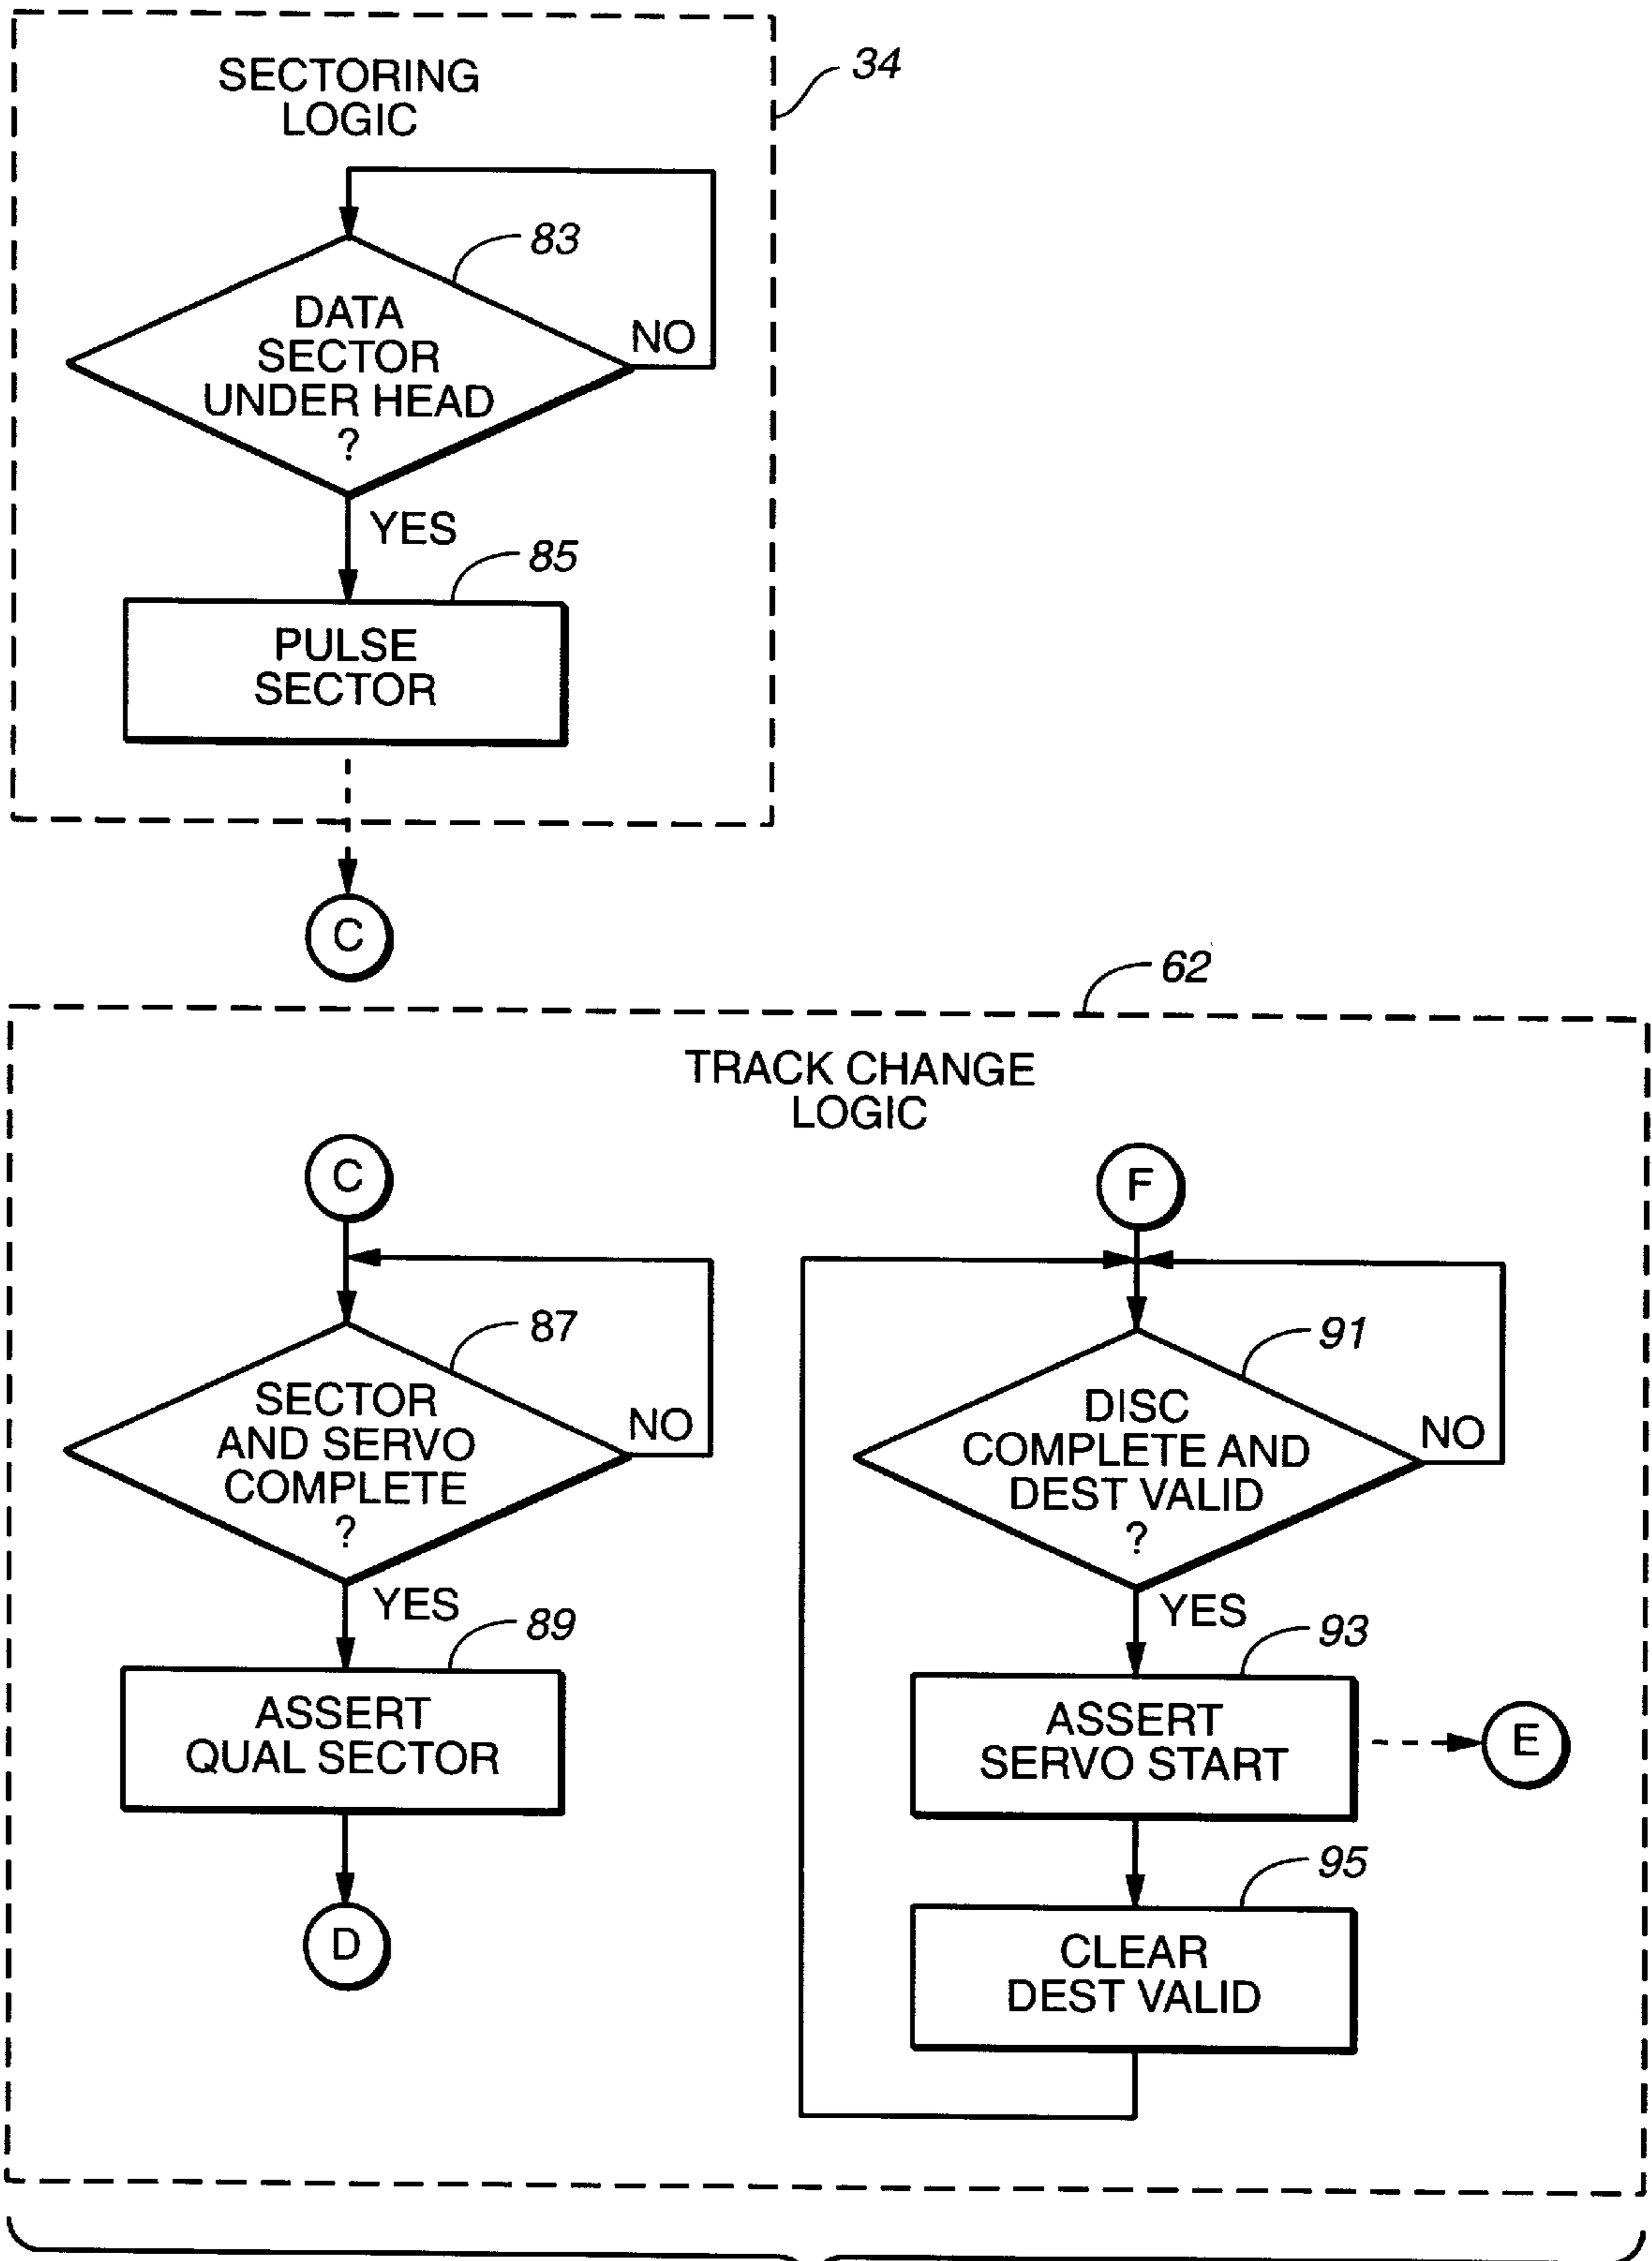 SECTORING
LOGIC
34
83
DATA
SECTOR
UNDER HEAD
?
NO
YES
85
PULSE
SECTOR
C
62
TRACK CHANGE
LOGIC
C
87
SECTOR
AND SERVO
COMPLETE
?
NO
YES
89
ASSERT
QUAL SECTOR
D
F
91
DISC
COMPLETE AND
DEST VALID
?
NO
YES
93
ASSERT
SERVO START
E
95
CLEAR
DEST VALID